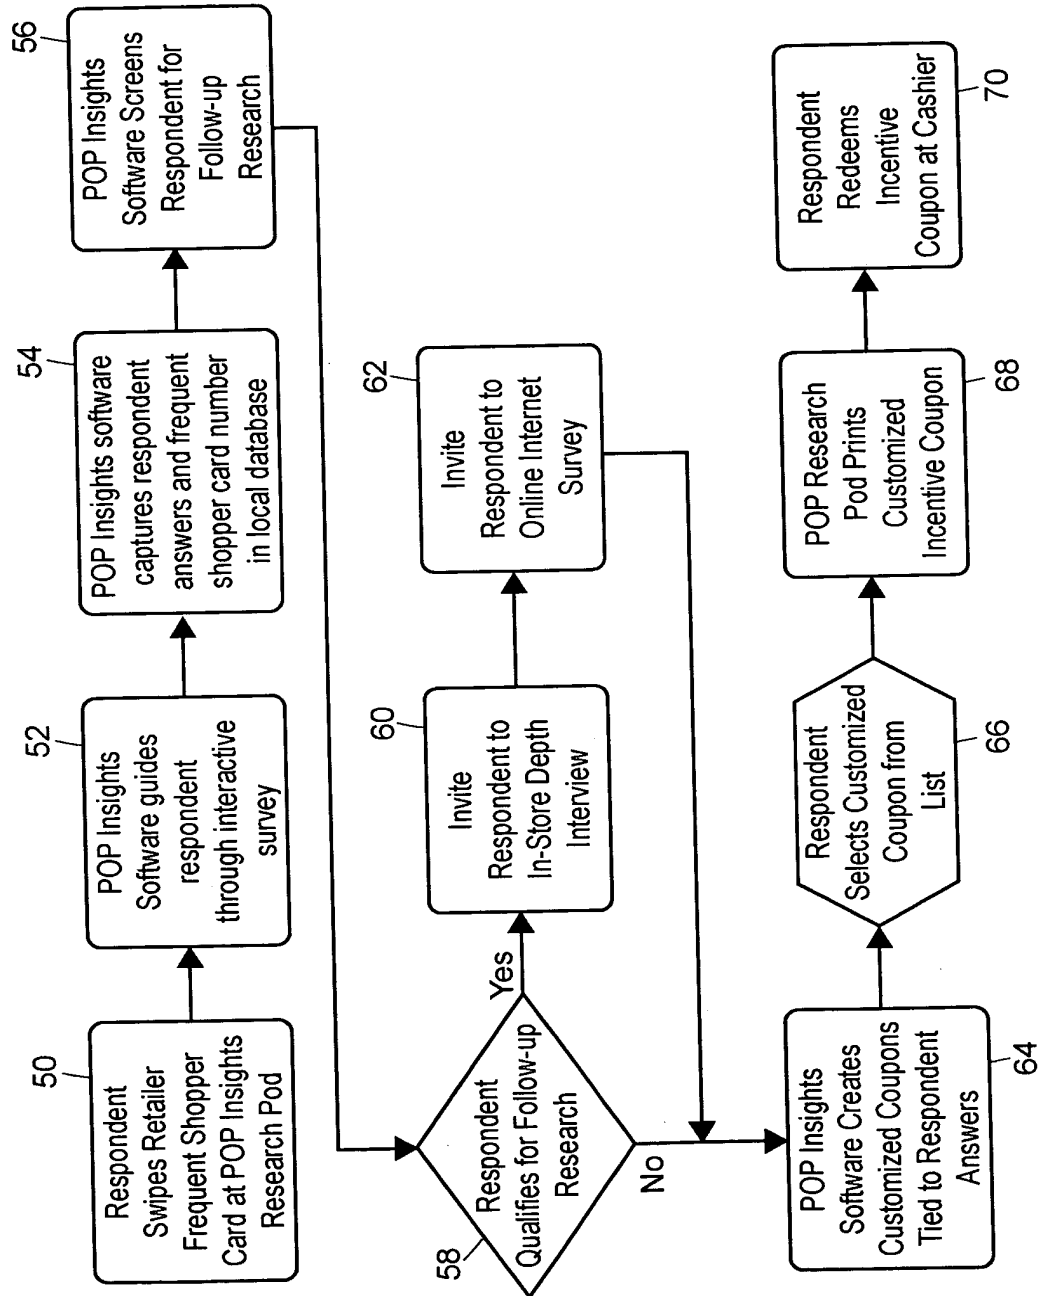 50
Respondent
Swipes Retailer
Frequent Shopper
Card at POP Insights
Research Pod
52
POP Insights
Software guides
respondent
through interactive
survey
54
POP Insights software
captures respondent
answers and frequent
shopper card number
in local database
56
POP Insights
Software Screens
Respondent for
Follow-up
Research
58
Respondent
Qualifies for Follow-up
Research
Yes
No
60
Invite
Respondent to
In-Store Depth
Interview
62
Invite
Respondent to
Online Internet
Survey
POP Insights
Software Creates
Customized Coupons
Tied to Respondent
Answers
64
Respondent
Selects Customized
Coupon from
List
66
POP Research
Pod Prints
Customized
Incentive Coupon
68
Respondent
Redeems
Incentive
Coupon at Cashier
70